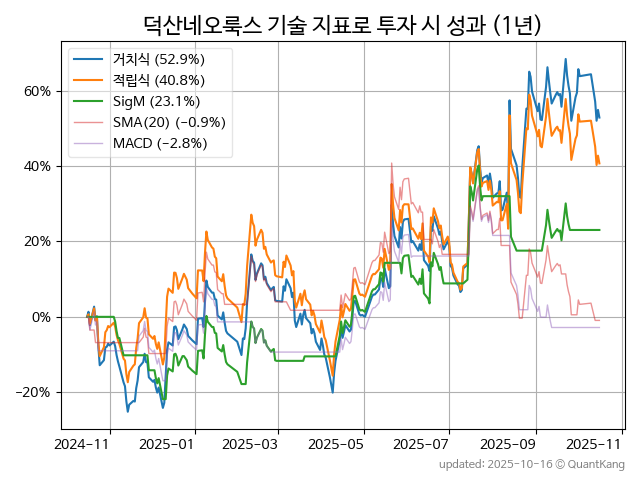 덕산네오룩스 기술 지표로 투자 시 성과 (1년)
거치식 (52.9%)
적립식 (40.8%)
SigM (23.1%)
SMA(20) (−0.9%)
MACD (−2.8%)
60%
40%
20%
0%
−20%
2024-11 2025-01 2025-03 2025-05 2025-07 2025-09 2025-11
updated: 2025-10-16 © QuantKang